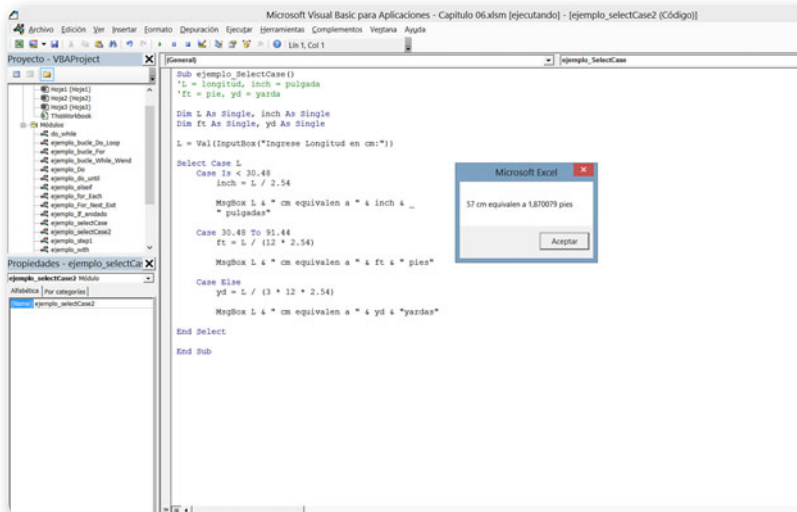 Microsoft Visual Basic para Aplicaciones - Capitulo 06.xlsm [ejecutando] - [ejemplo_selectCase2 (Código)]
Archivo Edición Ver Insertar Formato Depuración Ejecutar Herramientas Complementos Ventana Ayuda
Lin 1, Col 1
Proyecto - VBAProject
Hoja1 (Hoja1)
Hoja2 (Hoja2)
Hoja3 (Hoja3)
ThisWorkbook
Módulos
do_while
ejemplo_bucle_Do_Loop
ejemplo_bucle_For
ejemplo_bucle_While_Wend
ejemplo_Do
ejemplo_do_until
ejemplo_elseif
ejemplo_for_Each
ejemplo_For_Next_Exit
ejemplo_If_anidado
ejemplo_selectCase
ejemplo_selectCase2
ejemplo_step1
ejemplo_with
Propiedades - ejemplo_selectCas
ejemplo_selectCase2 Módulo
Alfabética Por categorías
(Name) ejemplo_selectCase2
(General) ejemplo_SelectCase
Sub ejemplo_SelectCase()
'L = longitud, inch = pulgada
'ft = pie, yd = yarda
Dim L As Single, inch As Single
Dim ft As Single, yd As Single
L = Val(InputBox("Ingrese Longitud en cm:"))
Select Case L
Case Is < 30.48
inch = L / 2.54
MsgBox L & " cm equivalen a " & inch & _
" pulgadas"
Case 30.48 To 91.44
ft = L / (12 * 2.54)
MsgBox L & " cm equivalen a " & ft & " pies"
Case Else
yd = L / (3 * 12 * 2.54)
MsgBox L & " cm equivalen a " & yd & "yardas"
End Select
End Sub
Microsoft Excel
57 cm equivalen a 1,870079 pies
Aceptar